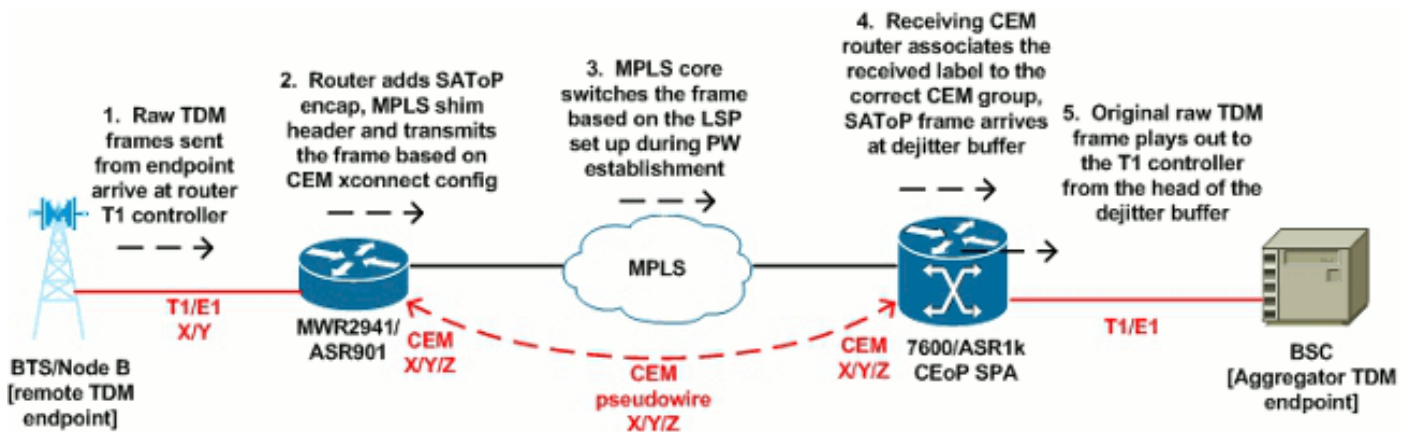 1. Raw TDM
frames sent
from endpoint
arrive at router
T1 controller
2. Router adds SAToP
encap, MPLS shim
header and transmits
the frame based on
CEM xconnect config
3. MPLS core
switches the frame
based on the LSP
set up during PW
establishment
4. Receiving CEM
router associates the
received label to the
correct CEM group,
SAToP frame arrives
at dejitter buffer
5. Original raw TDM
frame plays out to
the T1 controller
from the head of the
dejitter buffer
BTS/Node B
[remote TDM
endpoint]
T1/E1
X/Y
MWR2941/
ASR901
CEM
X/Y/Z
MPLS
CEM
pseudowire
X/Y/Z
CEM
X/Y/Z
7600/ASR1k
CEoP SPA
T1/E1
BSC
[Aggregator TDM
endpoint]